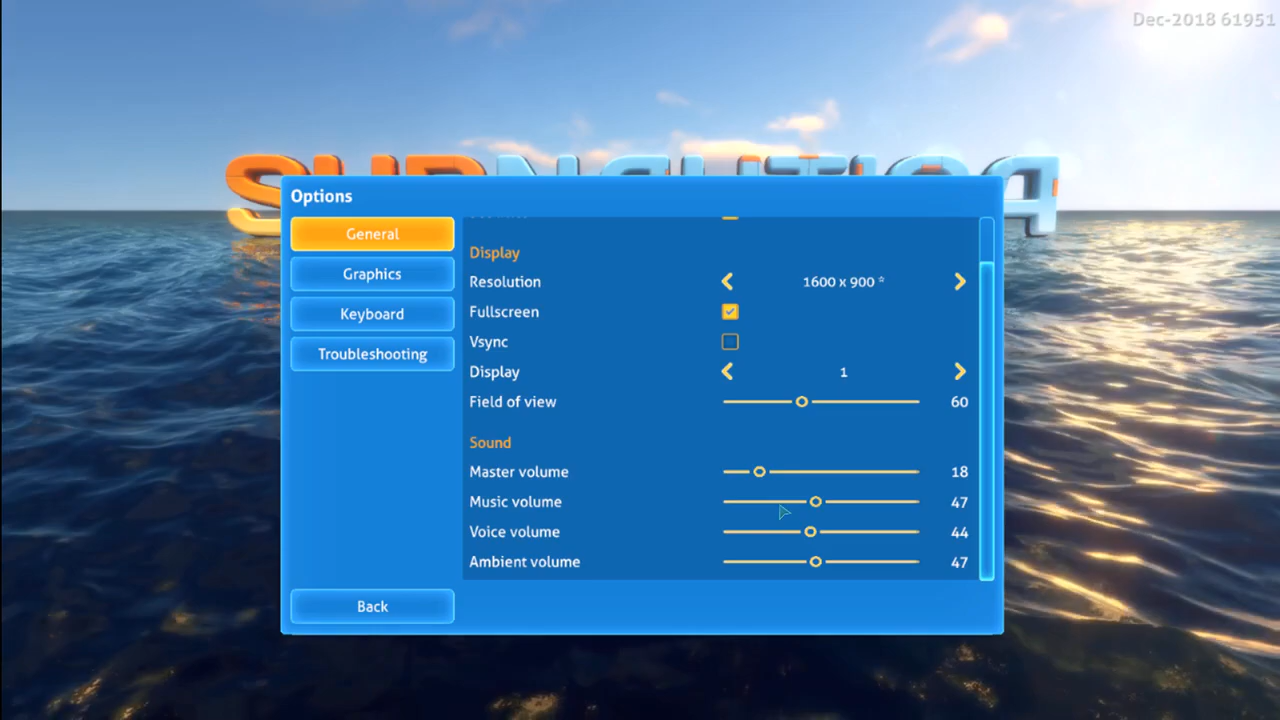 Dec-2018 61951
SUBNAUTICA
Options
General
Graphics
Keyboard
Troubleshooting
Back
Display
Resolution 1600 x 900 *
Fullscreen
Vsync
Display 1
Field of view 60
Sound
Master volume 18
Music volume 47
Voice volume 44
Ambient volume 47